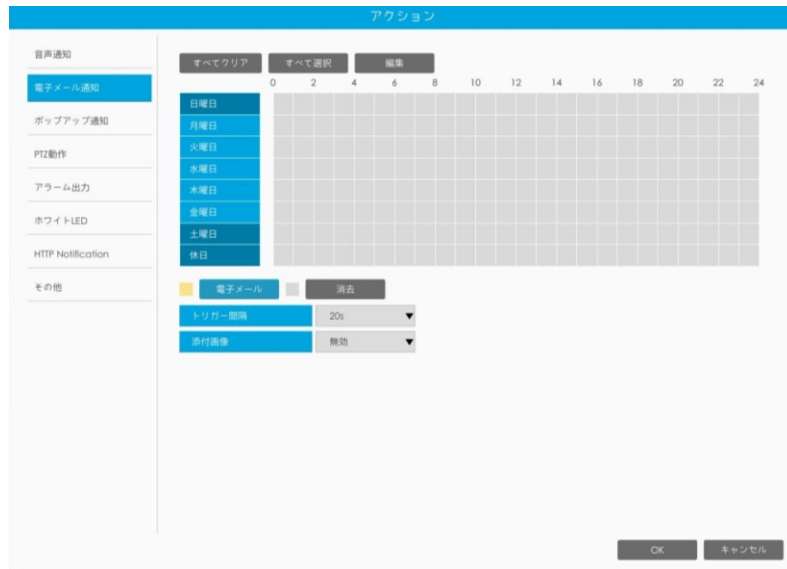 アクション
音声通知
電子メール通知
ポップアップ通知
PTZ動作
アラーム出力
ホワイトLED
HTTP Notification
その他
すべてクリア すべて選択 編集
0 2 4 6 8 10 12 14 16 18 20 22 24
日曜日
月曜日
火曜日
水曜日
木曜日
金曜日
土曜日
休日
電子メール 消去
トリガー間隔 20s
添付画像 無効
OK キャンセル